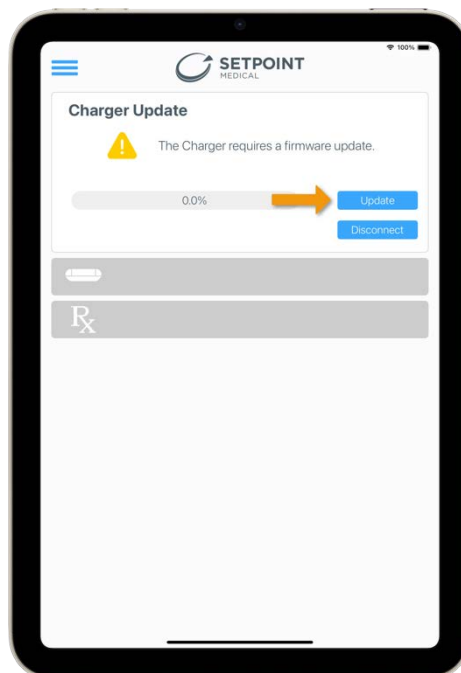 100%
SETPOINT
MEDICAL
Charger Update
The Charger requires a firmware update.
0.0%
Update
Disconnect
Rx